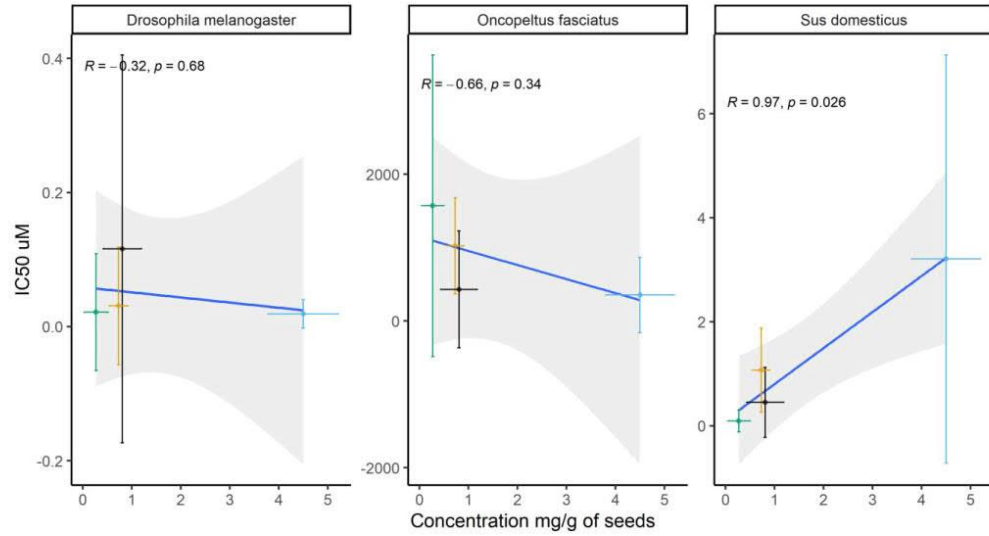 Drosophila melanogaster
Oncopeltus fasciatus
Sus domesticus
IC50 uM
0.4
0.2
0.0
-0.2
R = −0.32, p = 0.68
0 1 2 3 4 5
2000
0
-2000
R = −0.66, p = 0.34
0 1 2 3 4 5
6
4
2
0
R = 0.97, p = 0.026
0 1 2 3 4 5
Concentration mg/g of seeds